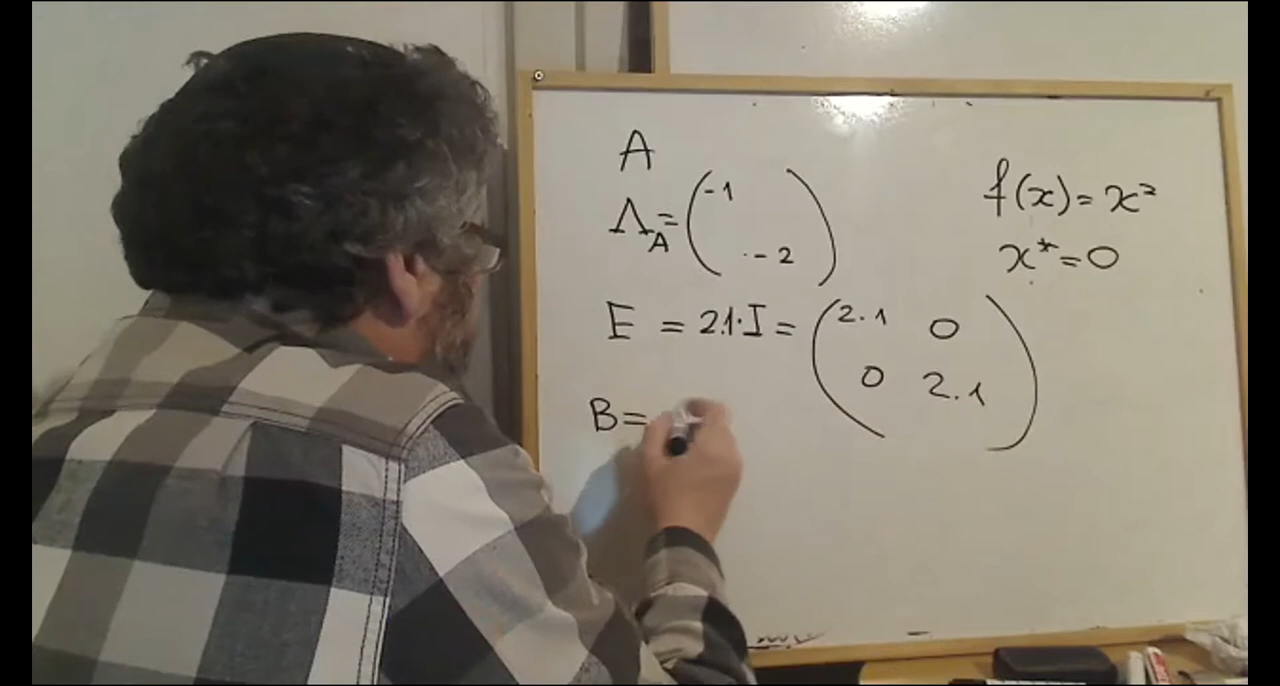 A
Λ_A = (-1 -2)
E = 2.1·I = (2.1 0
0 2.1)
B=
f(x)=x²
x*=0